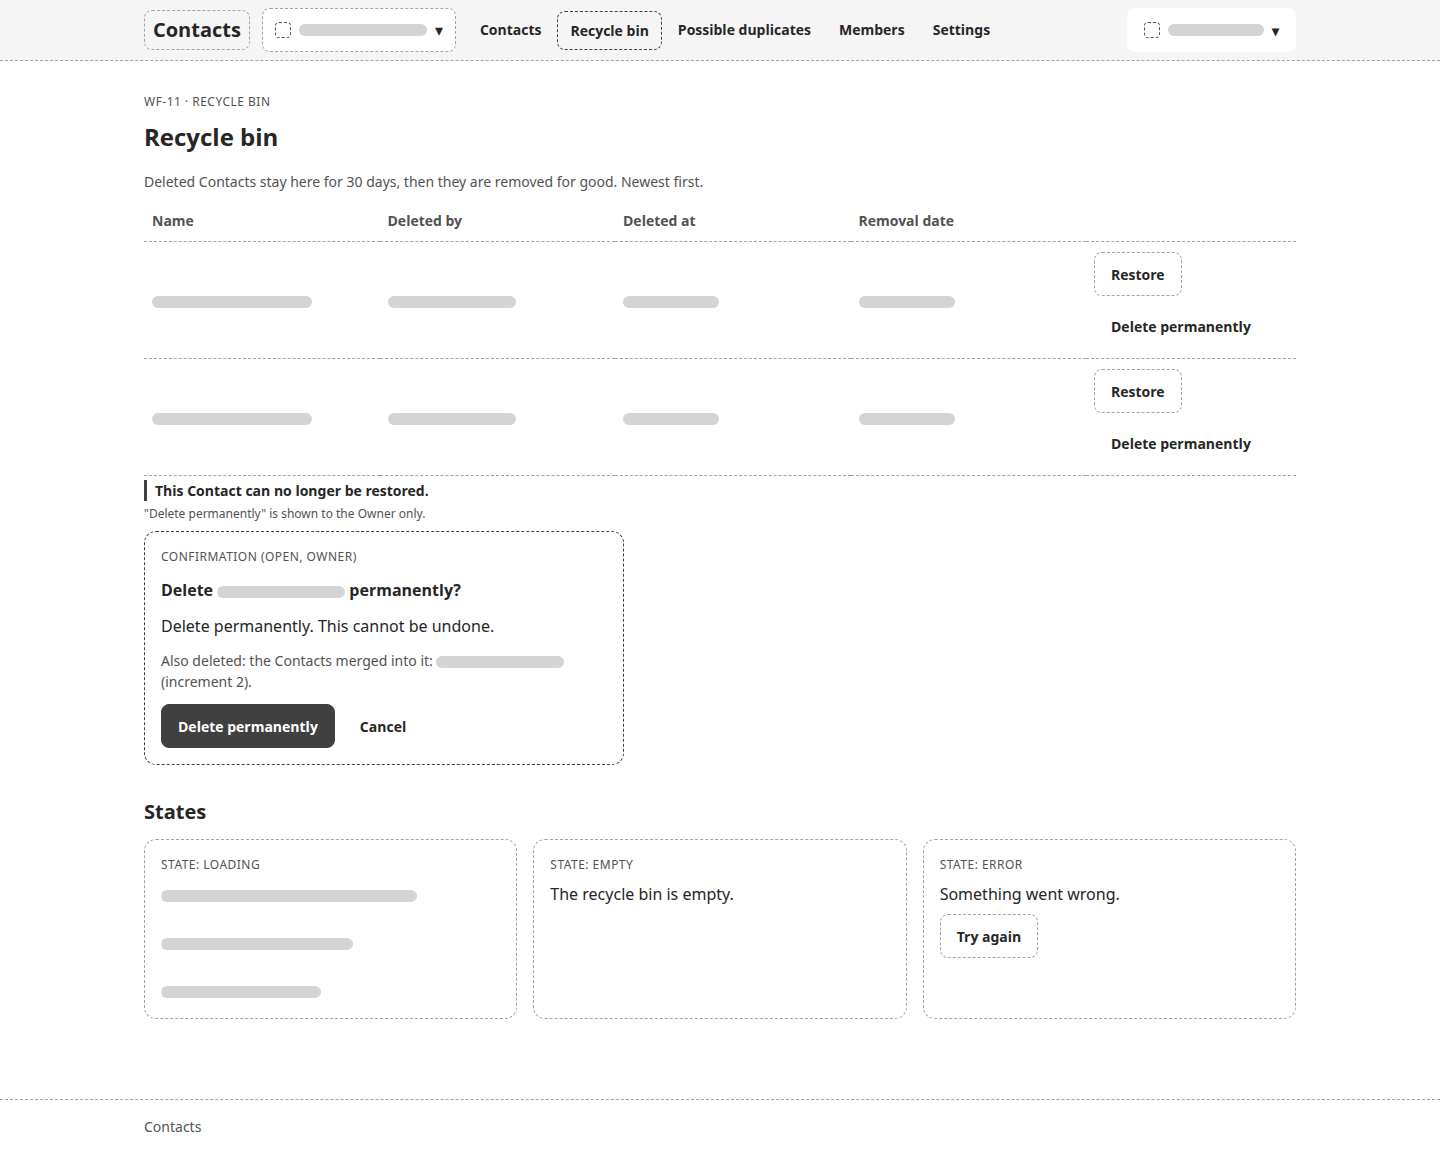 Contacts ▾ Contacts Recycle bin Possible duplicates Members Settings ▾
WF-11 · RECYCLE BIN
Recycle bin
Deleted Contacts stay here for 30 days, then they are removed for good. Newest first.
Name Deleted by Deleted at Removal date
Restore
Delete permanently
Restore
Delete permanently
This Contact can no longer be restored.
"Delete permanently" is shown to the Owner only.
CONFIRMATION (OPEN, OWNER)
Delete permanently?
Delete permanently. This cannot be undone.
Also deleted: the Contacts merged into it:
(increment 2).
Delete permanently Cancel
States
STATE: LOADING
STATE: EMPTY
The recycle bin is empty.
STATE: ERROR
Something went wrong.
Try again
Contacts